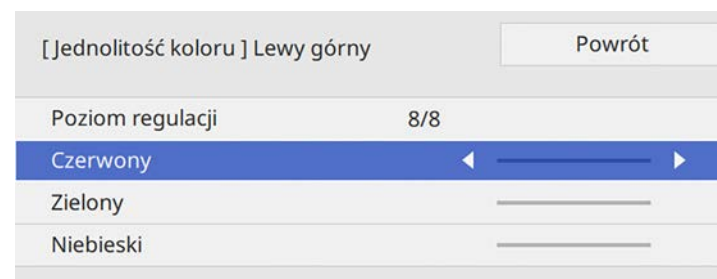 [ Jednolitość koloru ] Lewy górny
Powrót
Poziom regulacji 8/8
Czerwony
Zielony
Niebieski